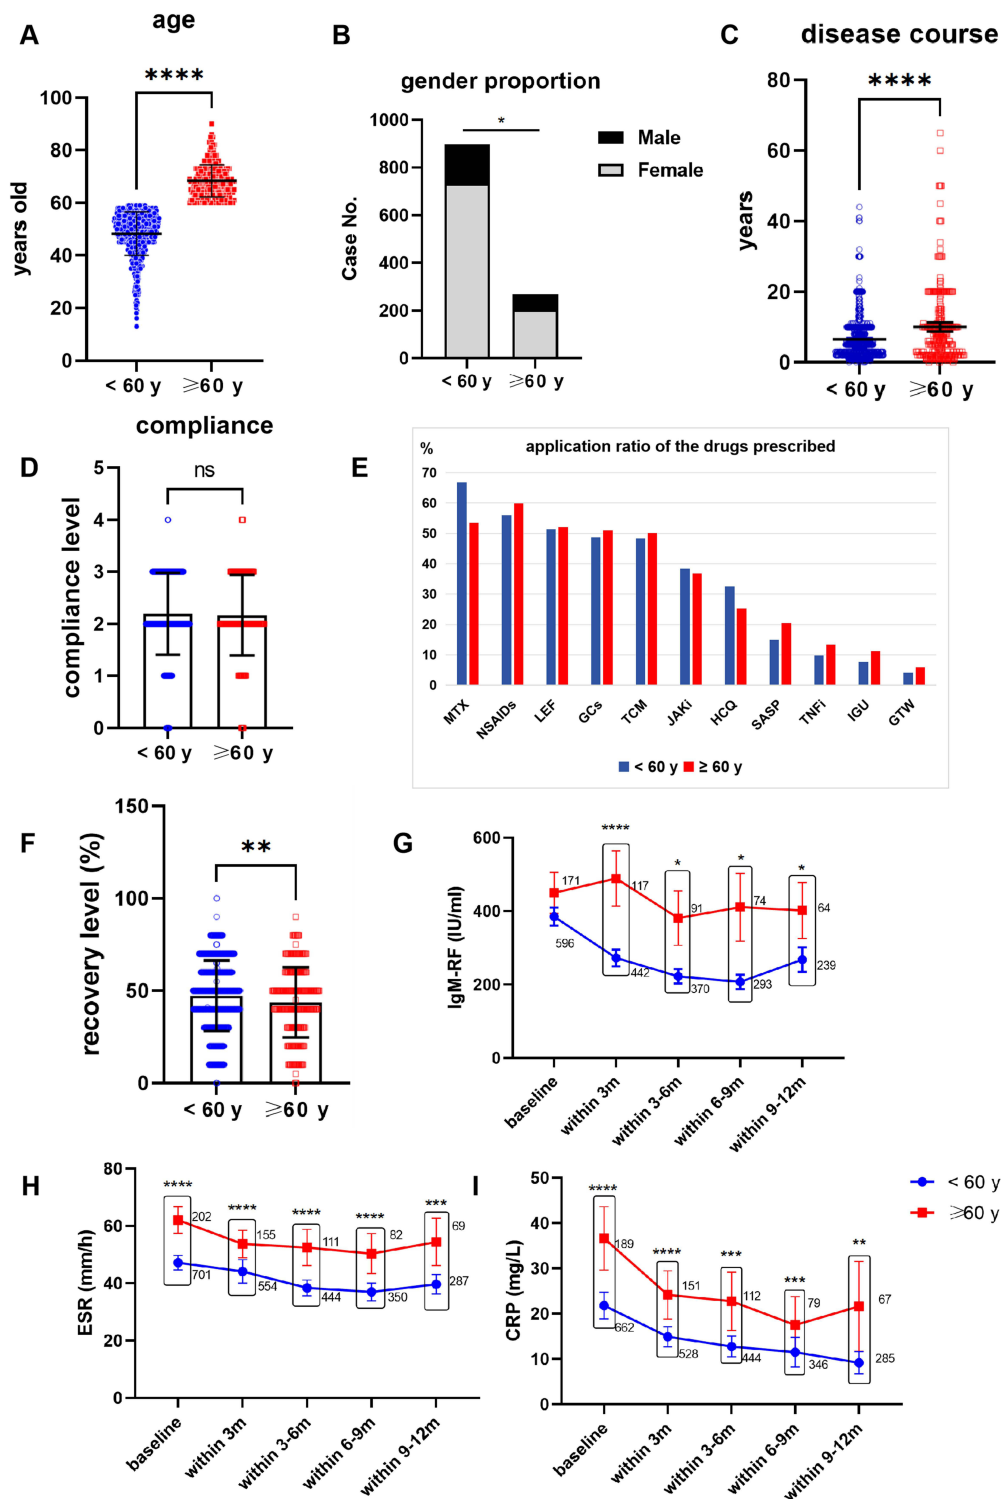 A
age
****
years old
100
80
60
40
20
0
< 60 y
⩾60 y
B
gender proportion
*
Case No.
1000
800
600
400
200
0
< 60 y
⩾60 y
Male
Female
C
disease course
****
years
80
60
40
20
0
< 60 y
⩾60 y
D
compliance
ns
compliance level
5
4
3
2
1
0
< 60 y
⩾60 y
E
%
application ratio of the drugs prescribed
70
60
50
40
30
20
10
0
MTX
NSAIDs
LEF
GCs
TCM
JAKi
HCQ
SASP
TNFi
IGU
GTW
< 60 y
≥ 60 y
F
**
recovery level (%)
150
100
50
0
< 60 y
⩾60 y
G
IgM-RF (IU/ml)
600
400
200
0
**** * * *
171 117 91 74 64
596 442 370 293 239
baseline
within 3m
within 3-6m
within 6-9m
within 9-12m
H
ESR (mm/h)
80
60
40
20
0
**** **** **** **** ***
202 155 111 82 69
701 554 444 350 287
baseline
within 3m
within 3-6m
within 6-9m
within 9-12m
I
CRP (mg/L)
50
40
30
20
10
0
**** **** *** *** **
189 151 112 79 67
662 528 444 346 285
baseline
within 3m
within 3-6m
within 6-9m
within 9-12m
< 60 y
⩾60 y